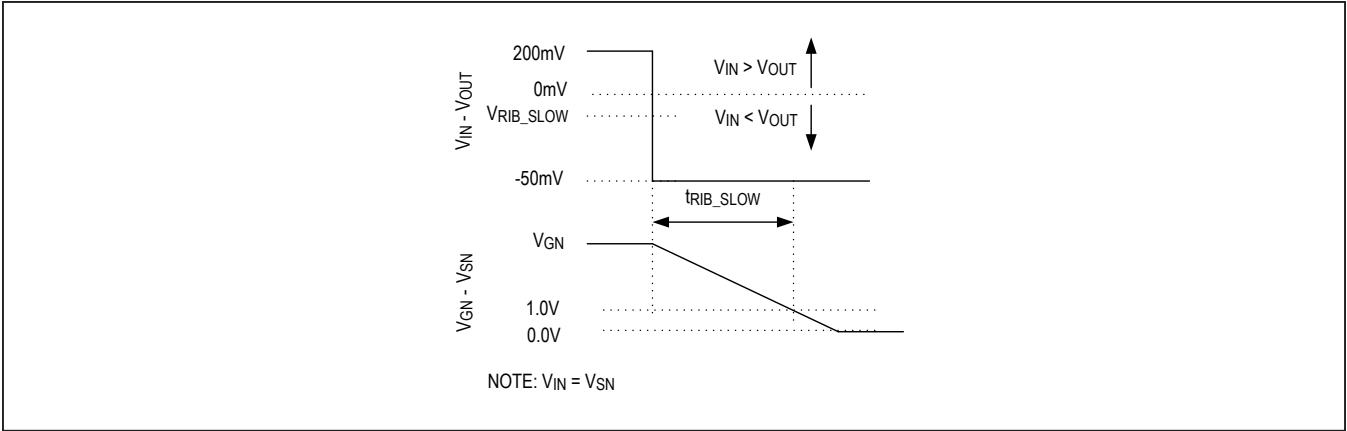 200mV
VIN > VOUT
0mV
VRIB_SLOW
VIN < VOUT
VIN - VOUT
-50mV
tRIB_SLOW
VGN
VGN - VSN
1.0V
0.0V
NOTE: VIN = VSN